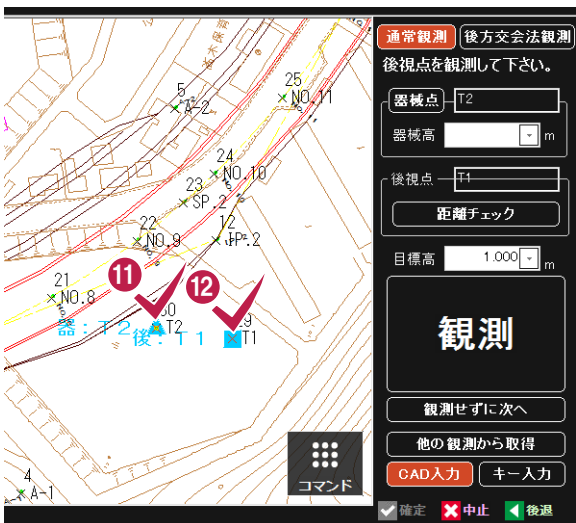 通常観測 後方交会法観測
後視点を観測して下さい。
器械点 T2
器械高 m
後視点 T1
距離チェック
目標高 1.000 m
観測
観測せずに次へ
他の観測から取得
CAD入力 キー入力
確定 中止 後退
5
A-2
25
NO.11
24
NO.10
23
SP.2
22
NO.9
12
21
NO.8
⑪
⑫
器:T2
T2
後:T1
T1
コマンド
4
A-1